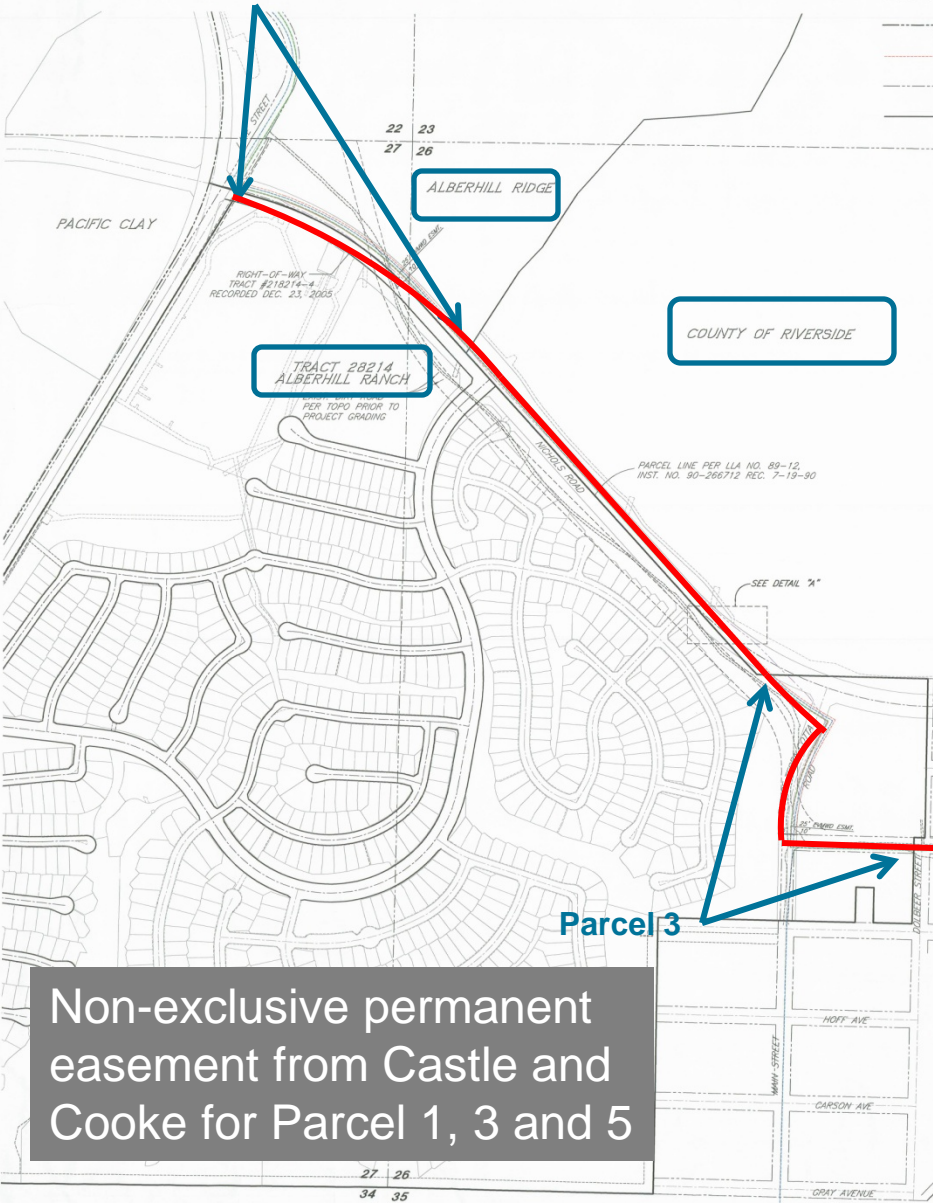 STREET
22 23
27 26
ALBERHILL RIDGE
PACIFIC CLAY
RIGHT-OF-WAY
TRACT #218214-4
RECORDED DEC. 23, 2005
COUNTY OF RIVERSIDE
TRACT 28214
ALBERHILL RANCH
PER TOPO PRIOR TO
PROJECT GRADING
NICHOLS ROAD
PARCEL LINE PER LLA NO. 89-12,
INST. NO. 90-266712 REC. 7-19-90
SEE DETAIL "A"
ROAD
25' EVMWD ESMT.
10'
DOLBEER STREET
Parcel 3
Non-exclusive permanent
easement from Castle and
Cooke for Parcel 1, 3 and 5
HOFF AVE
MAIN STREET
CARSON AVE
GRAY AVENUE
27 26
34 35